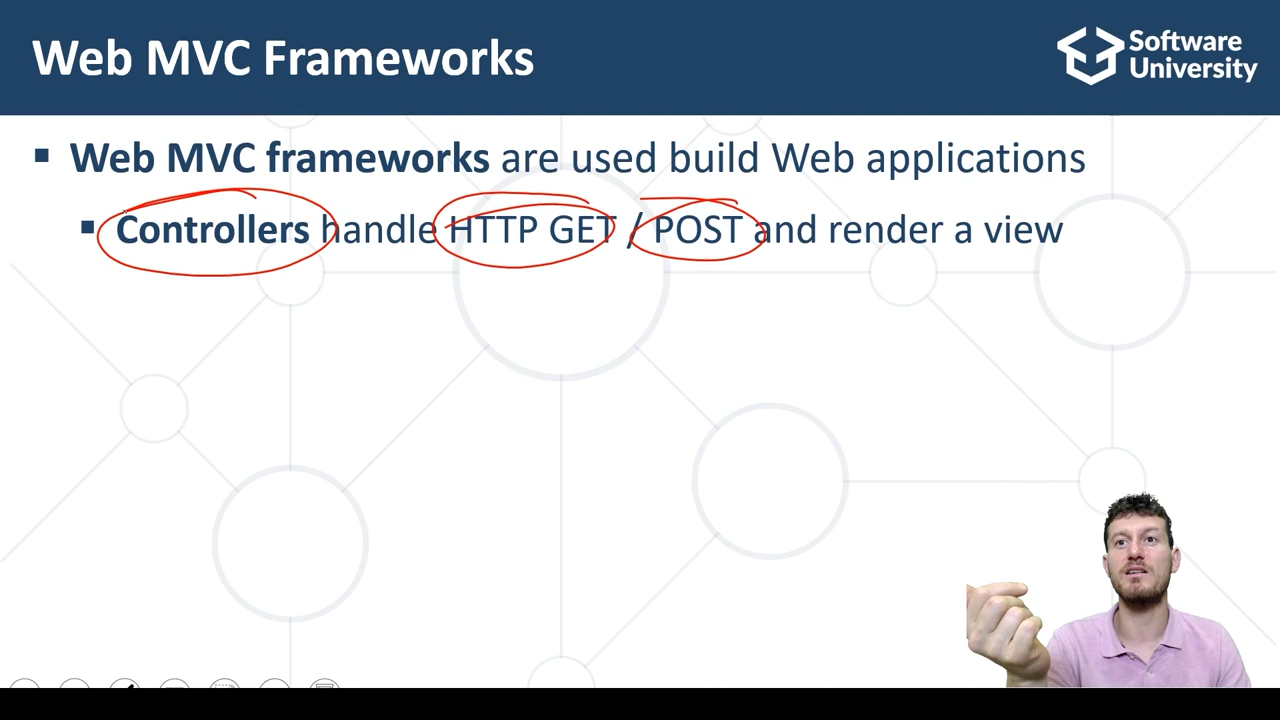 Web MVC Frameworks
Software
University
▪ Web MVC frameworks are used build Web applications
▪ Controllers handle HTTP GET / POST and render a view